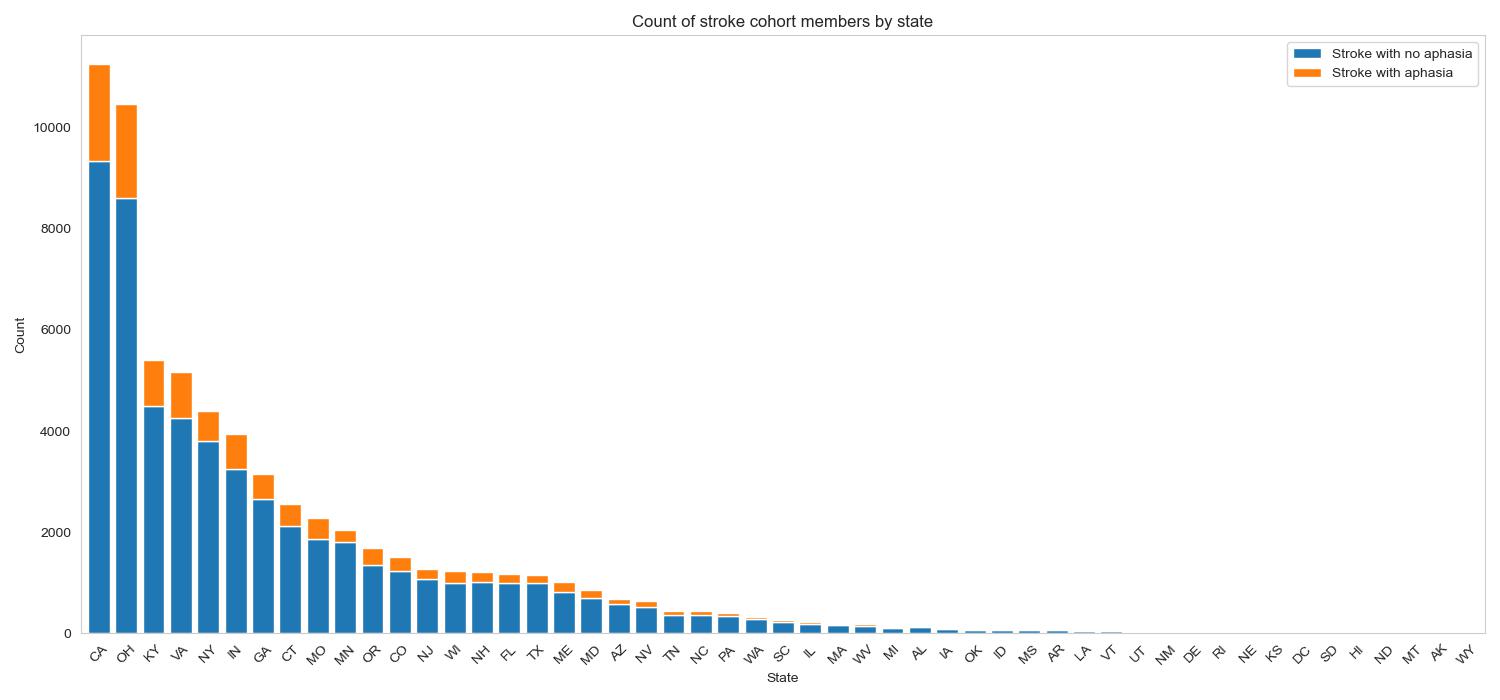 Count of stroke cohort members by state
Stroke with no aphasia
Stroke with aphasia
Count
10000
8000
6000
4000
2000
0
CA OH KY VA NY IN GA CT MO MN OR CO NJ WI NH FL TX ME MD AZ NV TN NC PA WA SC IL MA WV MI AL IA OK ID MS AR LA VT UT NM DE RI NE KS DC SD HI ND MT AK WY
State